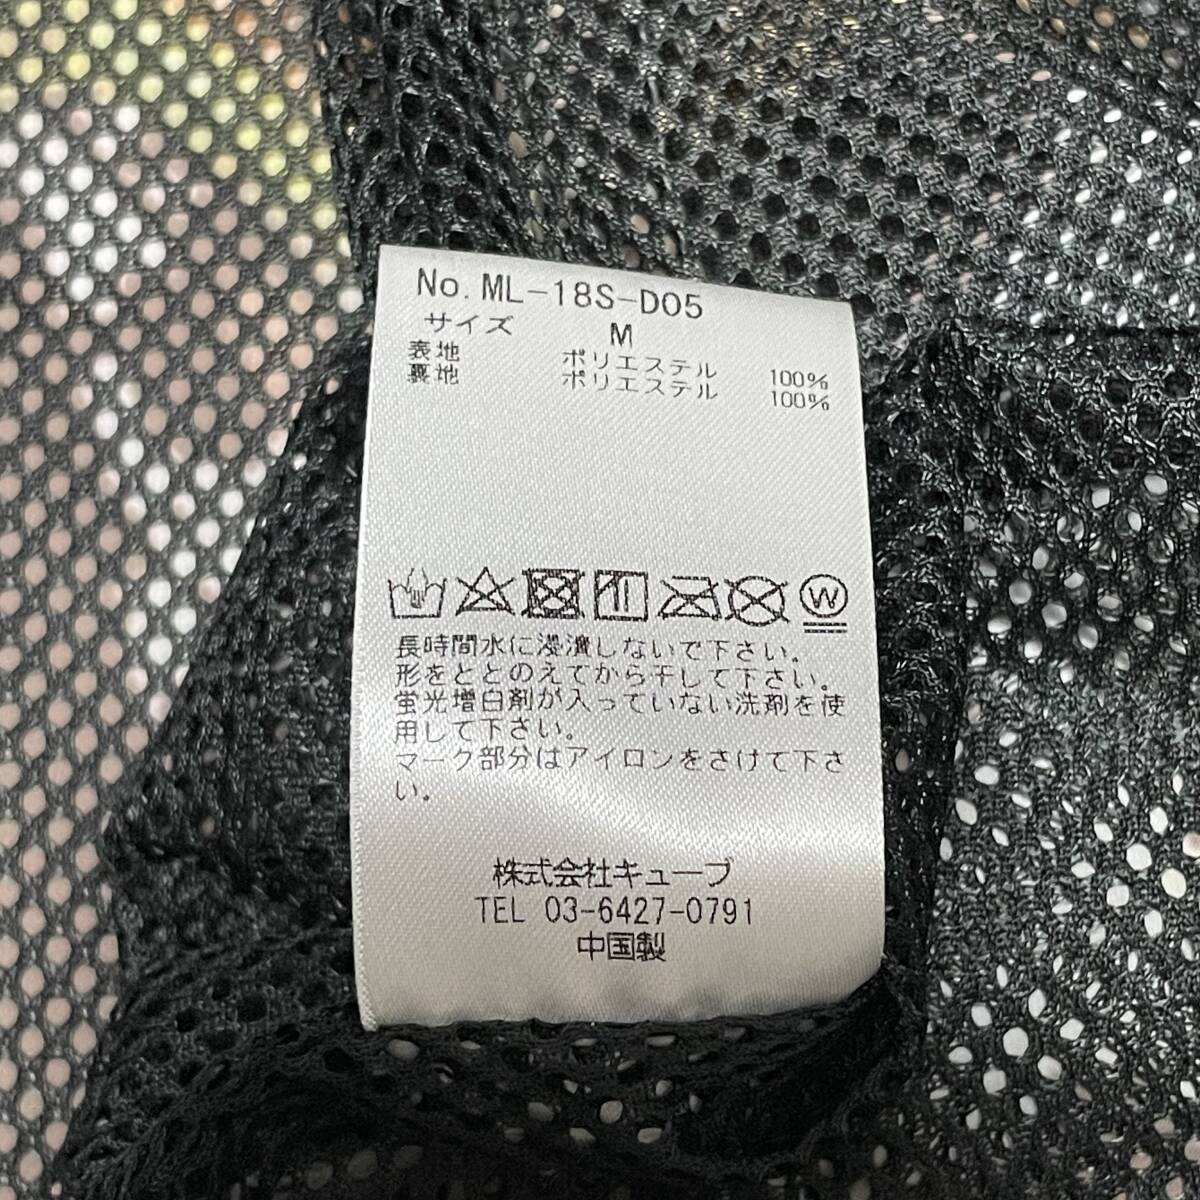 No. ML-18S-D05
サイズ M
表地 ポリエステル 100%
裏地 ポリエステル 100%
W
長時間水に浸漬しないで下さい。
形をととのえてから干して下さい。
蛍光増白剤が入っていない洗剤を使
用して下さい。
マーク部分はアイロンをさけて下さ
い。
株式会社キューブ
TEL 03-6427-0791
中国製